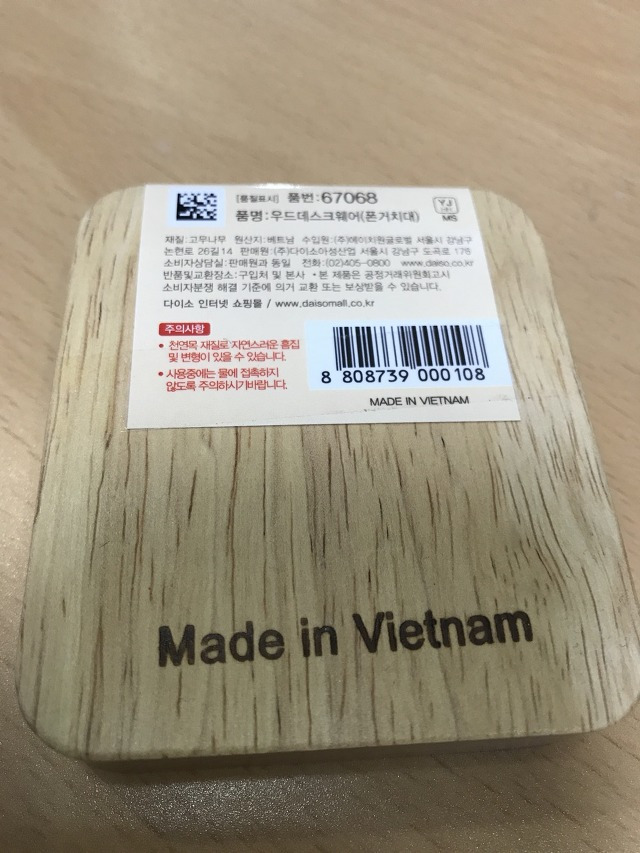 [품질표시] 품번:67068
품명:우드데스크웨어(폰거치대)
YJ
MS
재질:고무나무 원산지:베트남 수입원:(주)에이치원글로벌 서울시 강남구
논현로 26길14 판매원:(주)다이소아성산업 서울시 강남구 도곡로 178
소비자상담실:판매원과 동일 전화:(02)405-0800 www.daiso.co.kr
반품및교환장소:구입처 및 본사 •본 제품은 공정거래위원회고시
소비자분쟁 해결 기준에 의거 교환 또는 보상받을 수 있습니다.
다이소 인터넷 쇼핑몰 / www.daisomall.co.kr
주의사항
• 천연목 재질로 자연스러운 흠집
및 변형이 있을 수 있습니다.
• 사용중에는 물에 접촉하지
않도록 주의하시기바랍니다.
8 808739 000108
MADE IN VIETNAM
Made in Vietnam